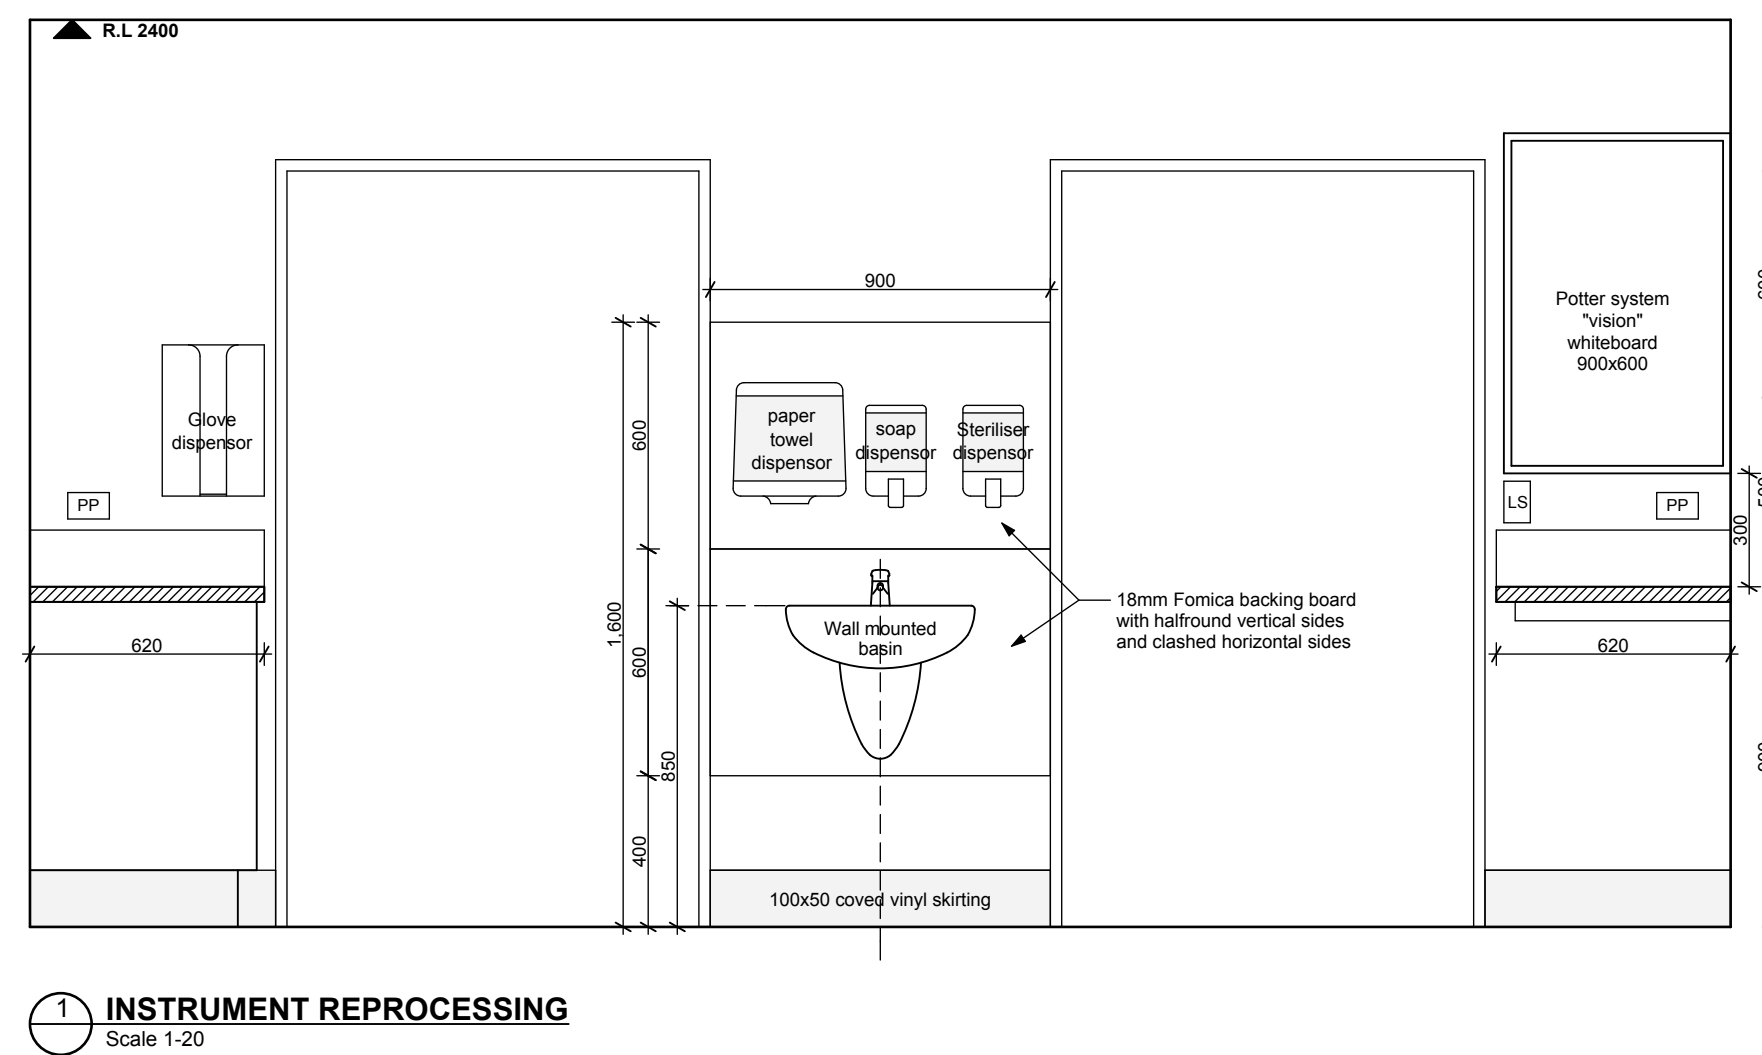 R.L 2400
900
Potter system
"vision"
whiteboard
900x600
Glove
dispensor
paper
towel
dispensor
soap
dispensor
Steriliser
dispensor
600
PP
LS
PP
300
18mm Fomica backing board
with halfround vertical sides
and clashed horizontal sides
1,600
Wall mounted
basin
620
600
620
850
400
100x50 coved vinyl skirting
1
INSTRUMENT REPROCESSING
Scale 1-20